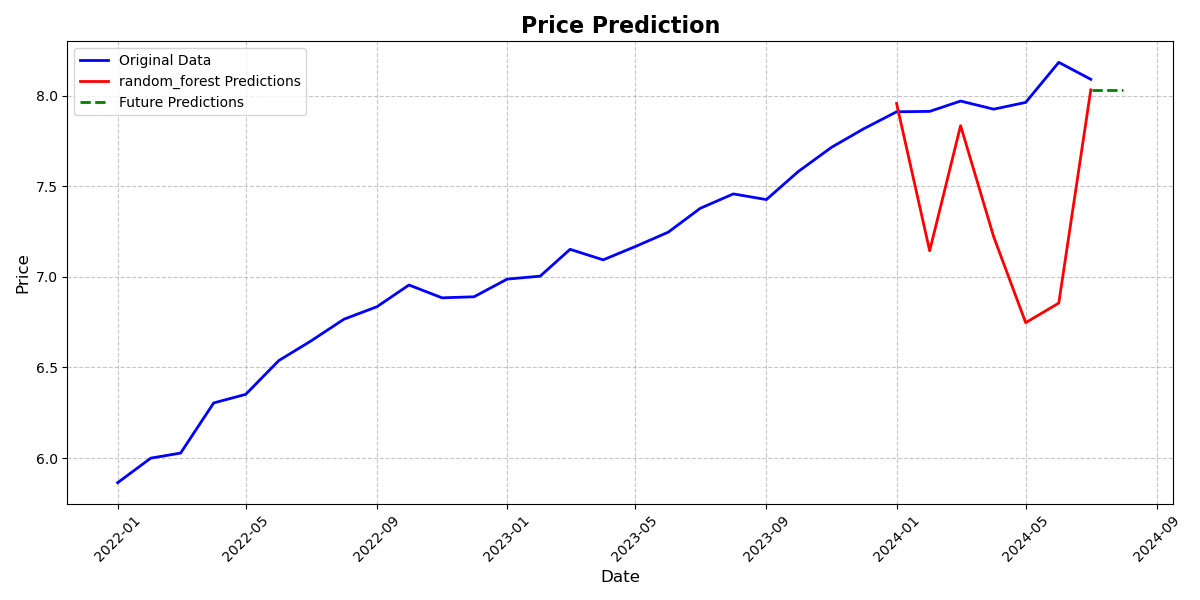 Price Prediction
Original Data
random_forest Predictions
Future Predictions
8.0
7.5
7.0
6.5
6.0
Price
2022-01
2022-05
2022-09
2023-01
2023-05
2023-09
2024-01
2024-05
2024-09
Date